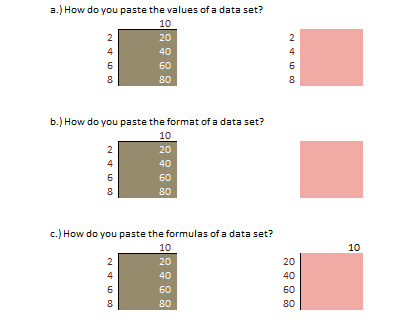 a.) How do you paste the values of a data set?
10
2 20 2
4 40 4
6 60 6
8 80 8
b.) How do you paste the format of a data set?
10
2 20
4 40
6 60
8 80
c.) How do you paste the formulas of a data set?
10 10
2 20 20
4 40 40
6 60 60
8 80 80